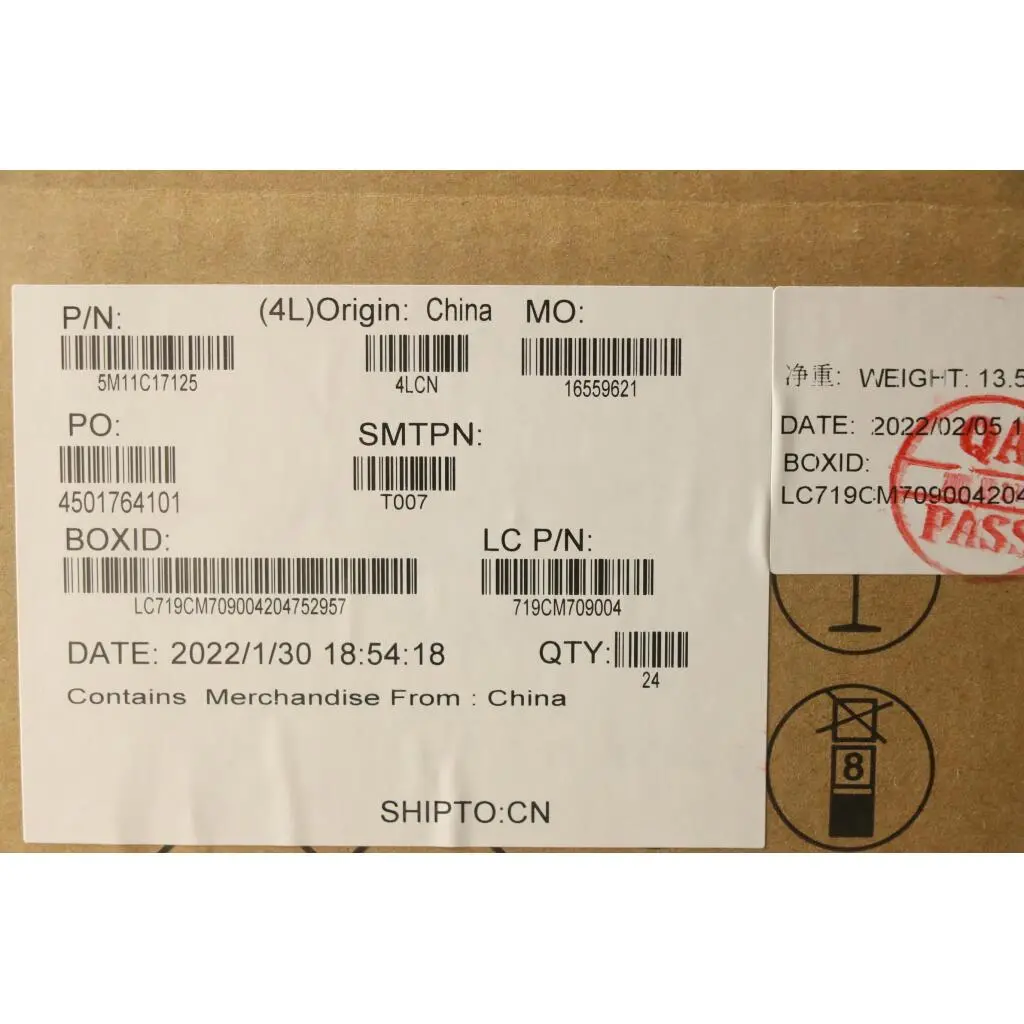 P/N: (4L)Origin: China MO:
5M11C17125 4LCN 16559621
PO: SMTPN:
4501764101 T007
BOXID: LC P/N:
LC719CM709004204752957 719CM709004
DATE: 2022/1/30 18:54:18 QTY:
24
Contains Merchandise From : China
SHIPTO:CN
净重: WEIGHT: 13.5
DATE: 2022/02/05 1
BOXID:
LC719CM709004204
QA
PASS
8